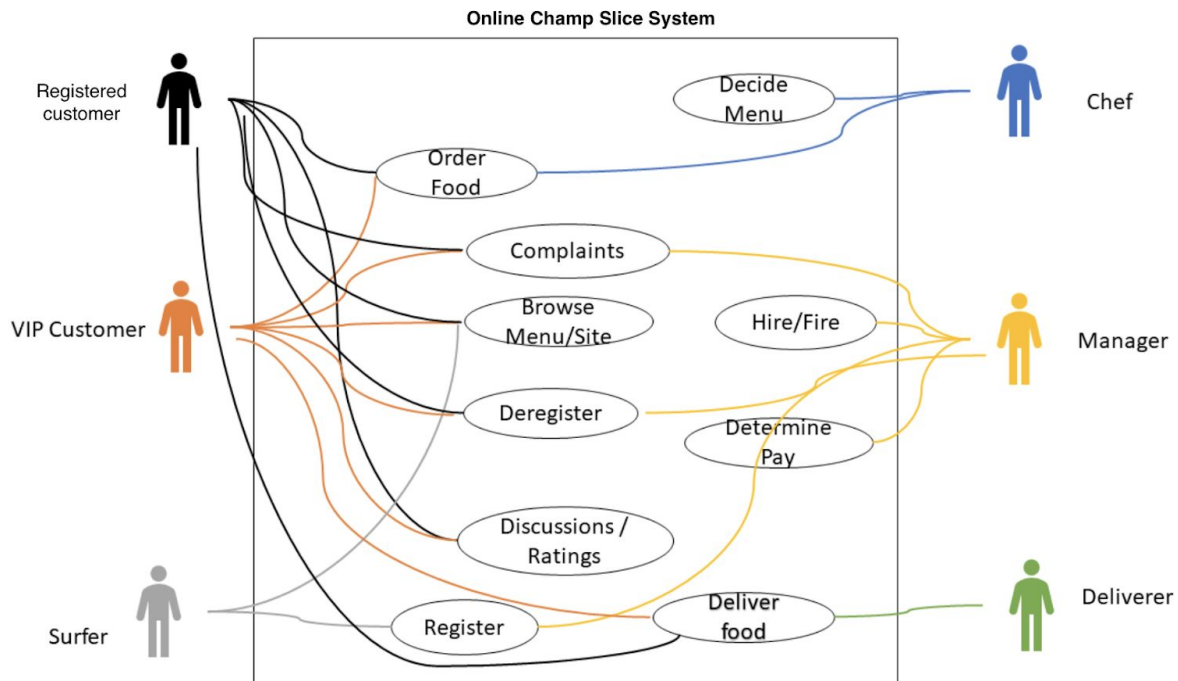 Online Champ Slice System
Registered
customer
Decide
Menu
Chef
Order
Food
Complaints
VIP Customer
Browse
Menu/Site
Hire/Fire
Manager
Deregister
Determine
Pay
Discussions /
Ratings
Surfer
Register
Deliver
food
Deliverer